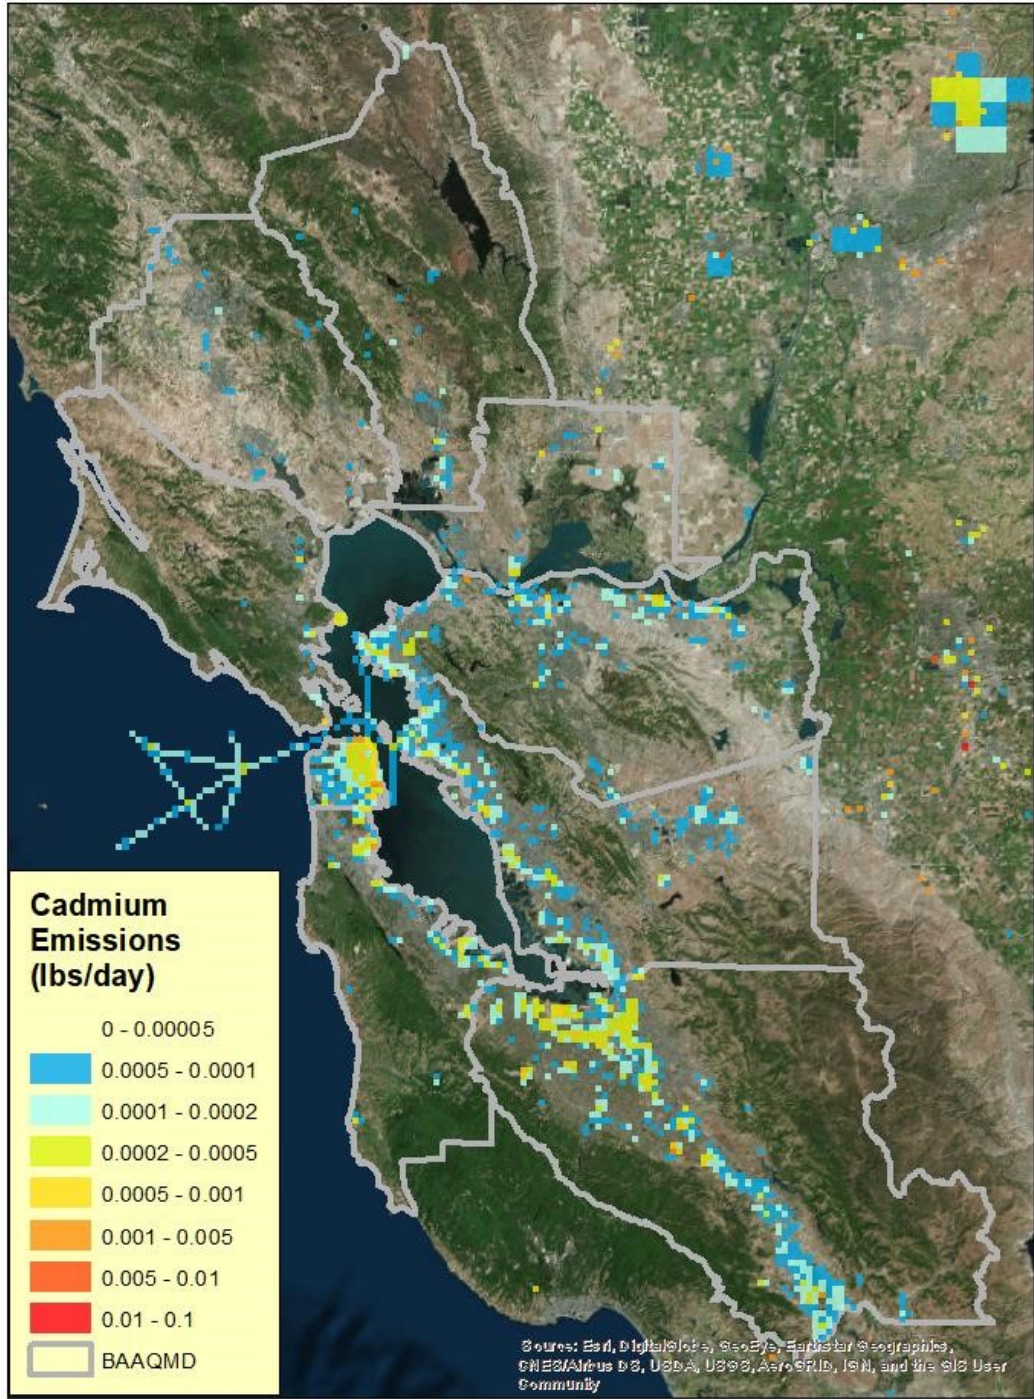 Cadmium
Emissions
(lbs/day)
0 - 0.00005
0.0005 - 0.0001
0.0001 - 0.0002
0.0002 - 0.0005
0.0005 - 0.001
0.001 - 0.005
0.005 - 0.01
0.01 - 0.1
BAAQMD
Source: Esri, DigitalGlobe, GeoEye, Earthstar Geographics,
CNES/Airbus DS, USDA, USGS, AeroGRID, IGN, and the GIS User
Community